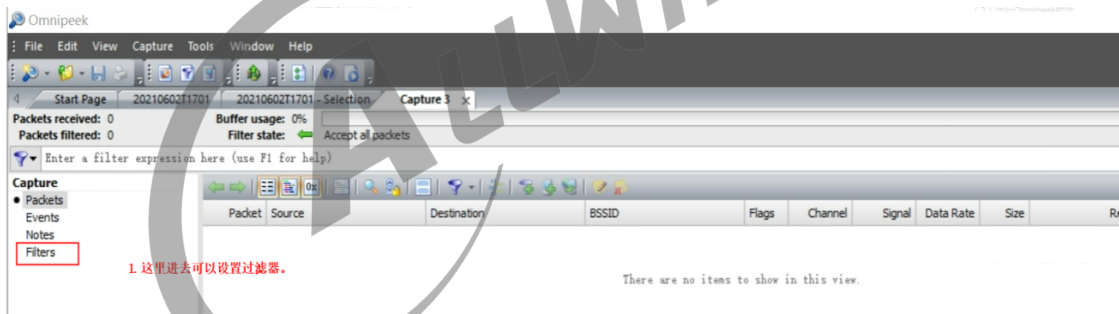 Omnipeek
File Edit View Capture Tools Window Help
Start Page 20210602T1701 20210602T1701 - Selection Capture 3 x
Packets received: 0 Buffer usage: 0%
Packets filtered: 0 Filter state: Accept all packets
Enter a filter expression here (use F1 for help)
Capture
Packets
Packet Source Destination BSSID Flags Channel Signal Data Rate Size Re
Events
Notes
Filters
1. 这里进去可以设置过滤器。
There are no items to show in this view.
ALLWIN